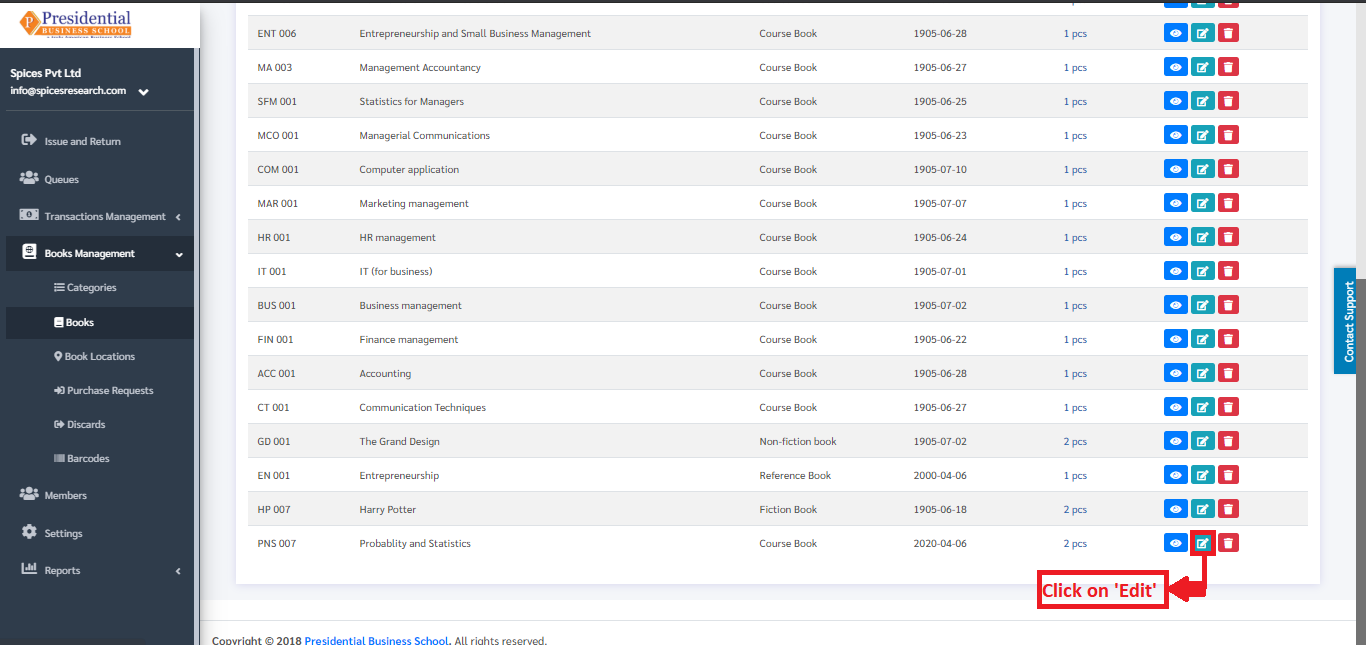 Presidential
BUSINESS SCHOOL
Spices Pvt Ltd
info@spicesresearch.com
Issue and Return
Queues
Transactions Management
Books Management
Categories
Books
Book Locations
Purchase Requests
Discards
Barcodes
Members
Settings
Reports
ENT 006 Entrepreneurship and Small Business Management Course Book 1905-06-28 1 pcs
MA 003 Management Accountancy Course Book 1905-06-27 1 pcs
SFM 001 Statistics for Managers Course Book 1905-06-25 1 pcs
MCO 001 Managerial Communications Course Book 1905-06-23 1 pcs
COM 001 Computer application Course Book 1905-07-10 1 pcs
MAR 001 Marketing management Course Book 1905-07-07 1 pcs
HR 001 HR management Course Book 1905-06-24 1 pcs
IT 001 IT (for business) Course Book 1905-07-01 1 pcs
BUS 001 Business management Course Book 1905-07-02 1 pcs
FIN 001 Finance management Course Book 1905-06-22 1 pcs
ACC 001 Accounting Course Book 1905-06-28 1 pcs
CT 001 Communication Techniques Course Book 1905-06-27 1 pcs
GD 001 The Grand Design Non-fiction book 1905-07-02 2 pcs
EN 001 Entrepreneurship Reference Book 2000-04-06 1 pcs
HP 007 Harry Potter Fiction Book 1905-06-18 2 pcs
PNS 007 Probablity and Statistics Course Book 2020-04-06 2 pcs
Click on 'Edit'
Contact Support
Copyright © 2018 Presidential Business School. All rights reserved.